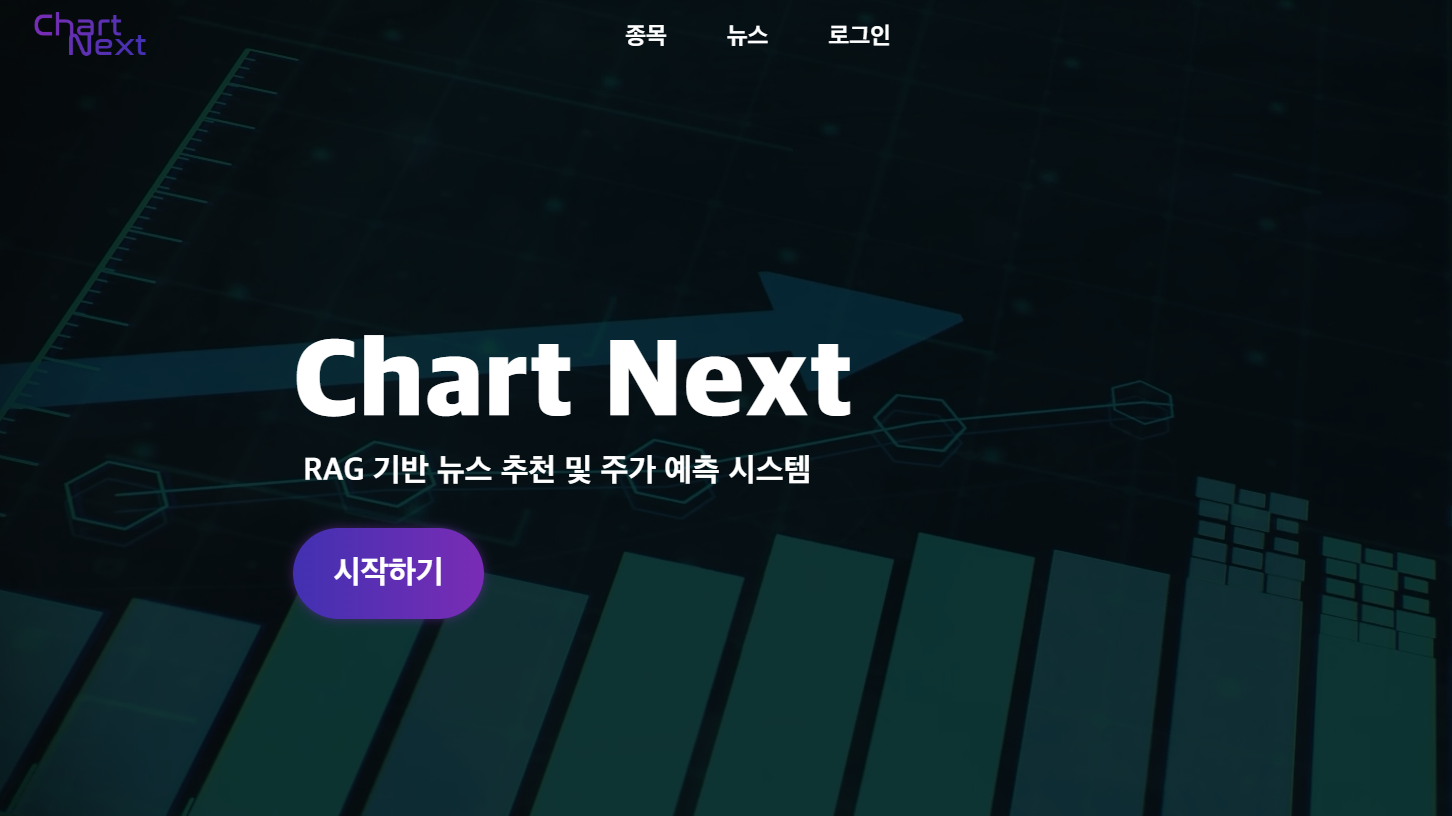 Chart
Next
종목 뉴스 로그인
Chart Next
RAG 기반 뉴스 추천 및 주가 예측 시스템
시작하기